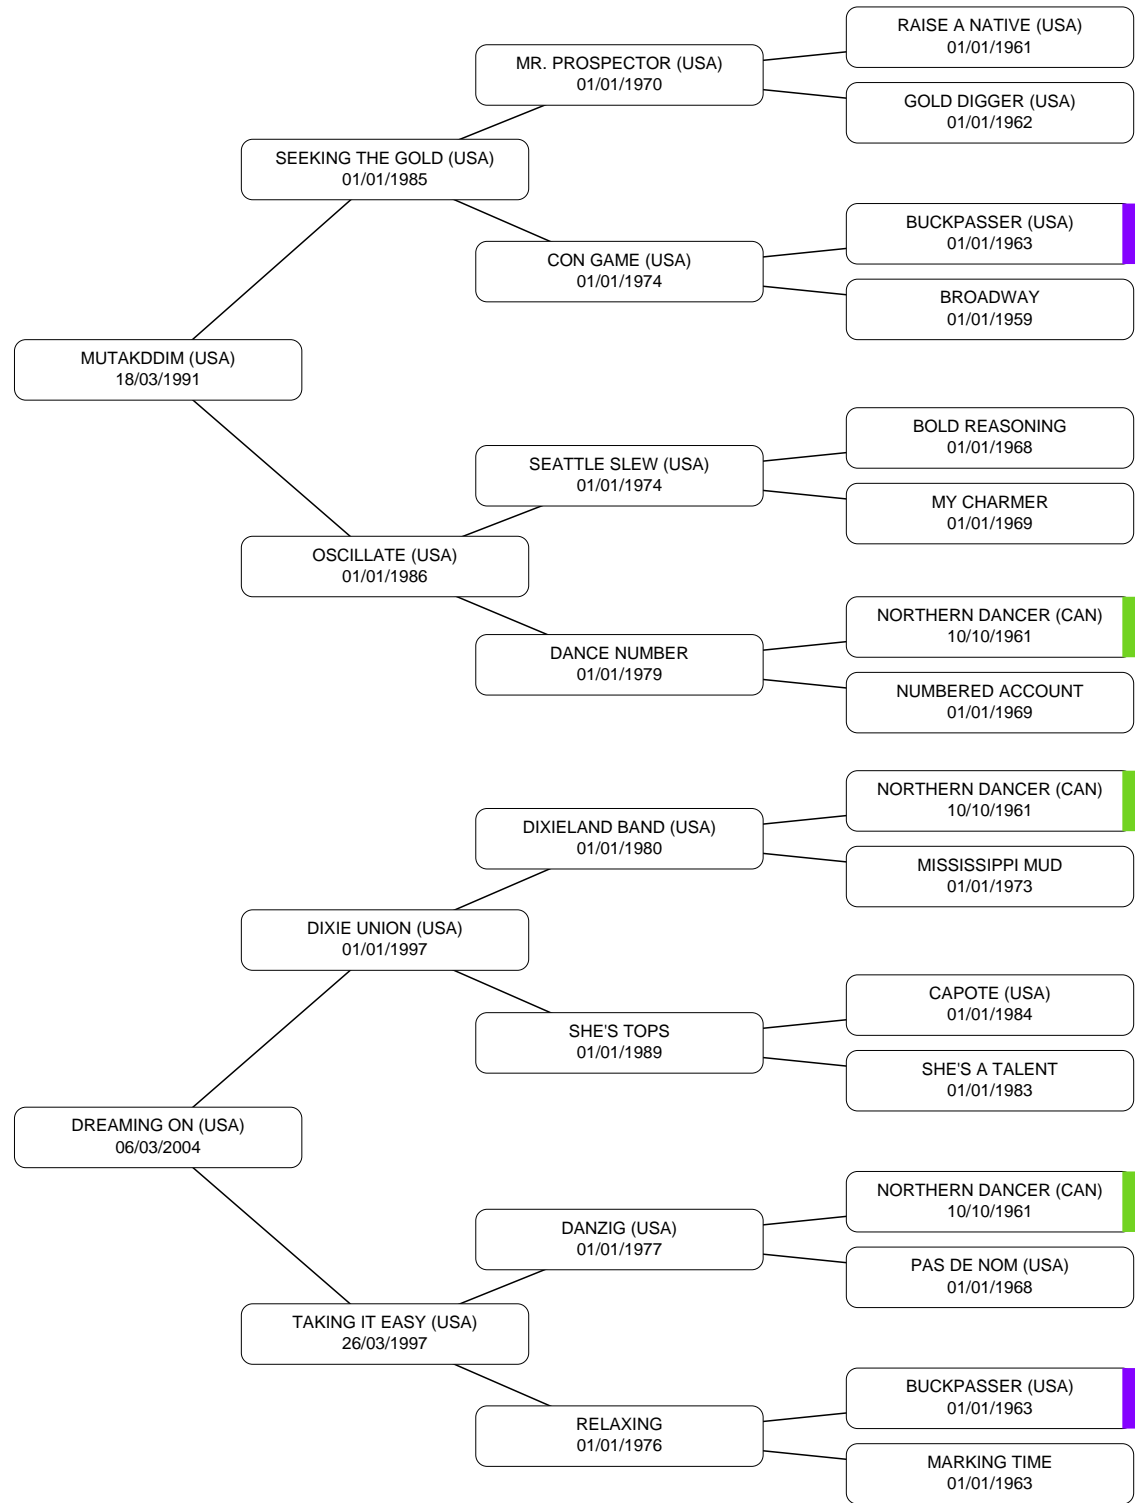 RAISE A NATIVE (USA)
01/01/1961
MR. PROSPECTOR (USA)
01/01/1970
GOLD DIGGER (USA)
01/01/1962
SEEKING THE GOLD (USA)
01/01/1985
BUCKPASSER (USA)
01/01/1963
CON GAME (USA)
01/01/1974
BROADWAY
01/01/1959
MUTAKDDIM (USA)
18/03/1991
BOLD REASONING
01/01/1968
SEATTLE SLEW (USA)
01/01/1974
MY CHARMER
01/01/1969
OSCILLATE (USA)
01/01/1986
NORTHERN DANCER (CAN)
10/10/1961
DANCE NUMBER
01/01/1979
NUMBERED ACCOUNT
01/01/1969
NORTHERN DANCER (CAN)
10/10/1961
DIXIELAND BAND (USA)
01/01/1980
MISSISSIPPI MUD
01/01/1973
DIXIE UNION (USA)
01/01/1997
CAPOTE (USA)
01/01/1984
SHE'S TOPS
01/01/1989
SHE'S A TALENT
01/01/1983
DREAMING ON (USA)
06/03/2004
NORTHERN DANCER (CAN)
10/10/1961
DANZIG (USA)
01/01/1977
PAS DE NOM (USA)
01/01/1968
TAKING IT EASY (USA)
26/03/1997
BUCKPASSER (USA)
01/01/1963
RELAXING
01/01/1976
MARKING TIME
01/01/1963